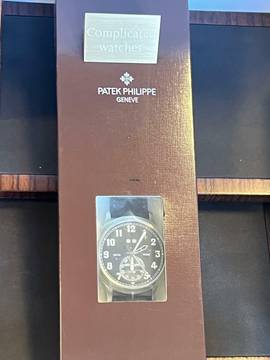 Complicated
watches
PATEK PHILIPPE
GENEVE